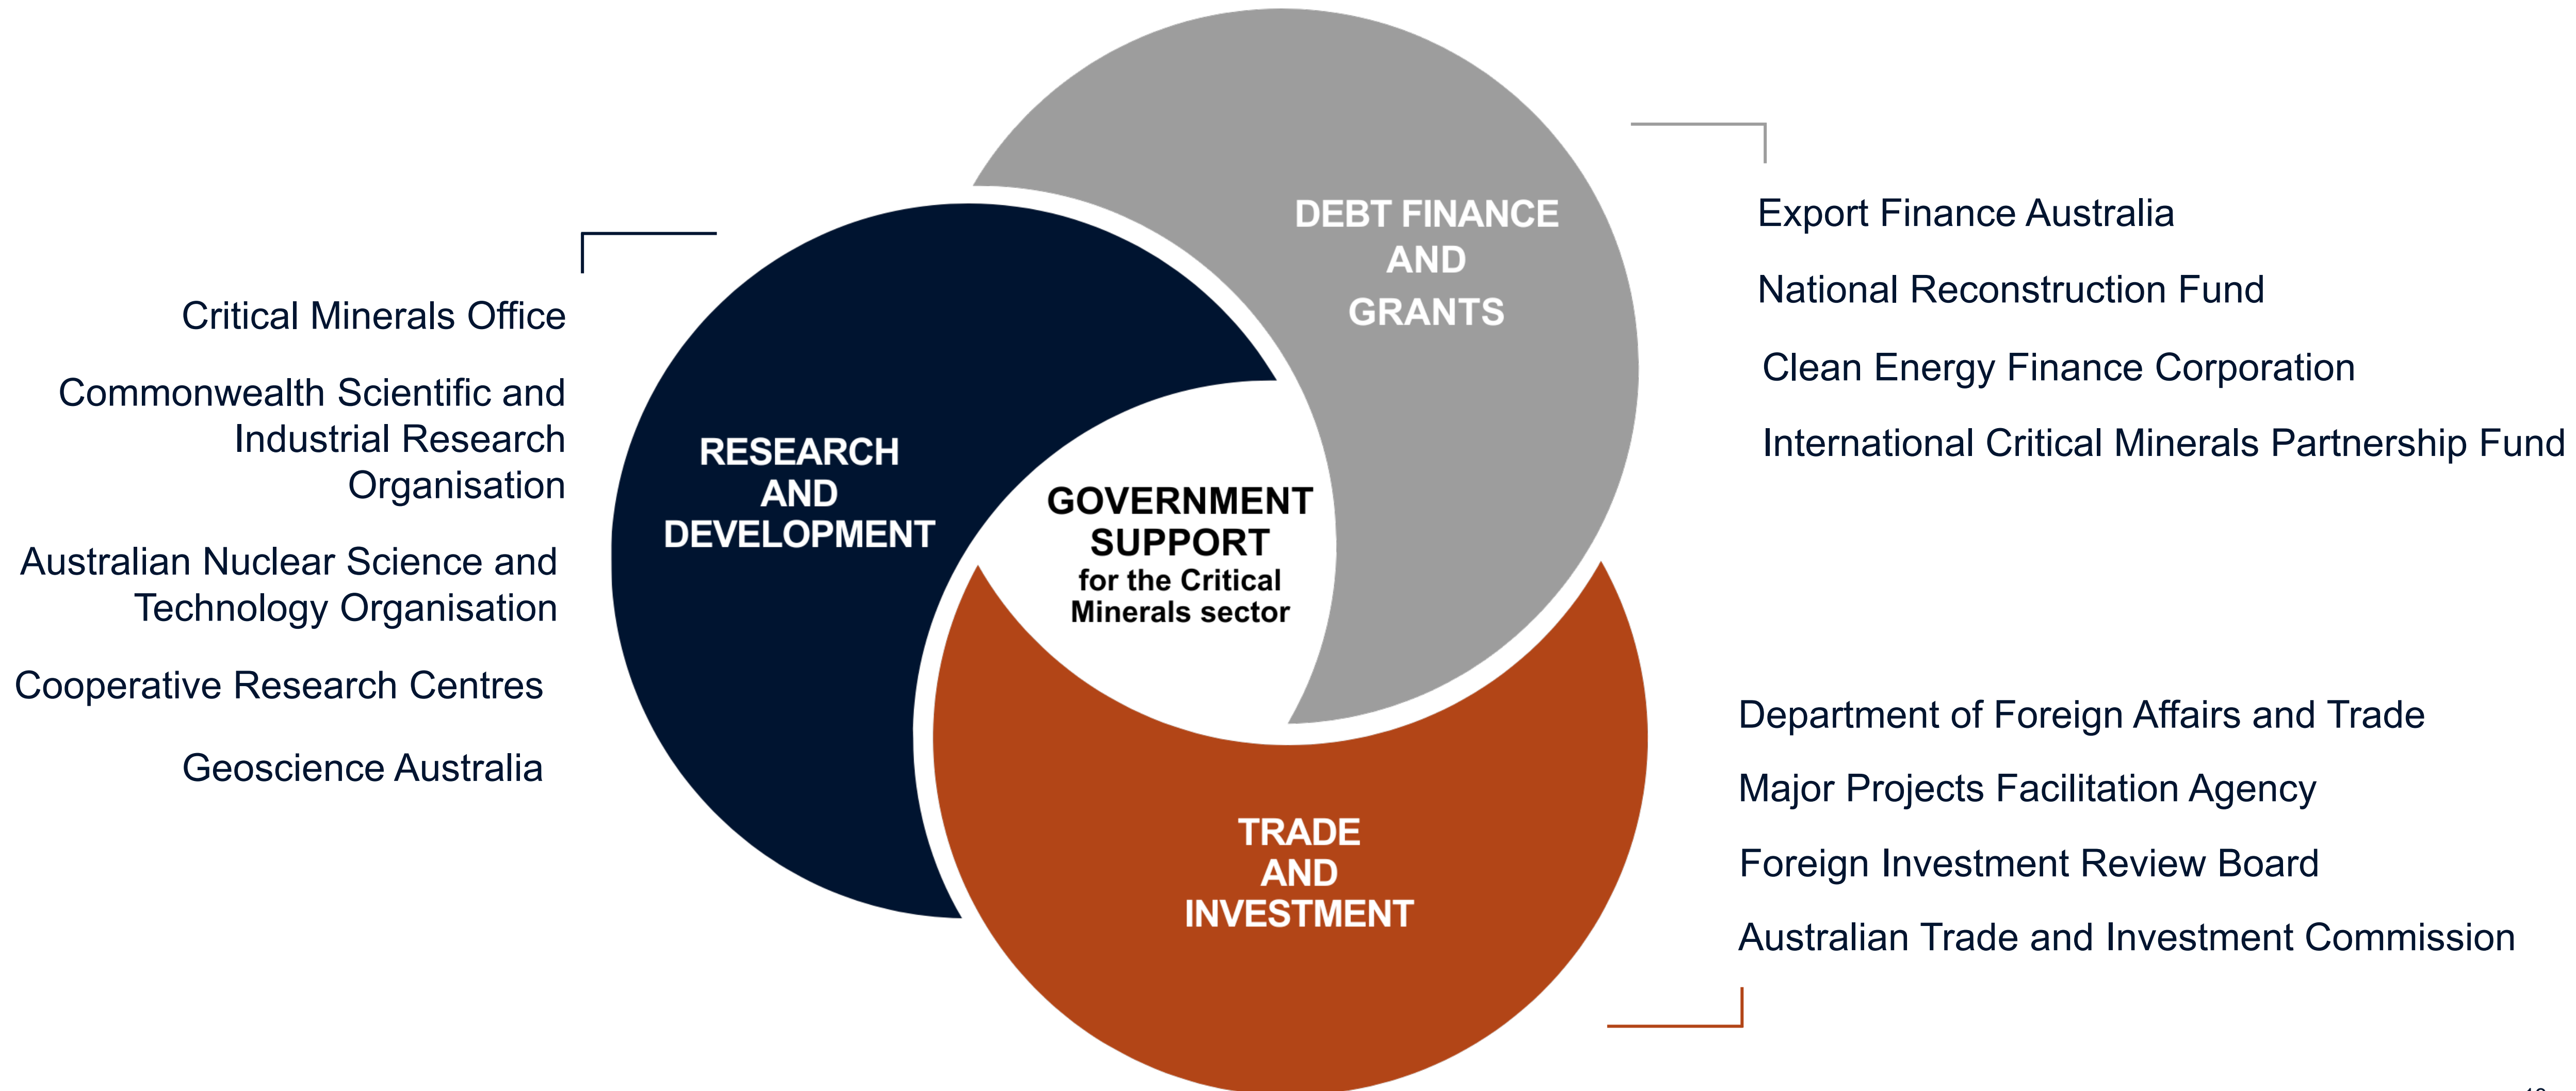 Critical Minerals Office
Commonwealth Scientific and
Industrial Research
Organisation
Australian Nuclear Science and
Technology Organisation
Cooperative Research Centres
Geoscience Australia
RESEARCH
AND
DEVELOPMENT
DEBT FINANCE
AND
GRANTS
GOVERNMENT
SUPPORT
for the Critical
Minerals sector
TRADE
AND
INVESTMENT
Export Finance Australia
National Reconstruction Fund
Clean Energy Finance Corporation
International Critical Minerals Partnership Fund
Department of Foreign Affairs and Trade
Major Projects Facilitation Agency
Foreign Investment Review Board
Australian Trade and Investment Commission